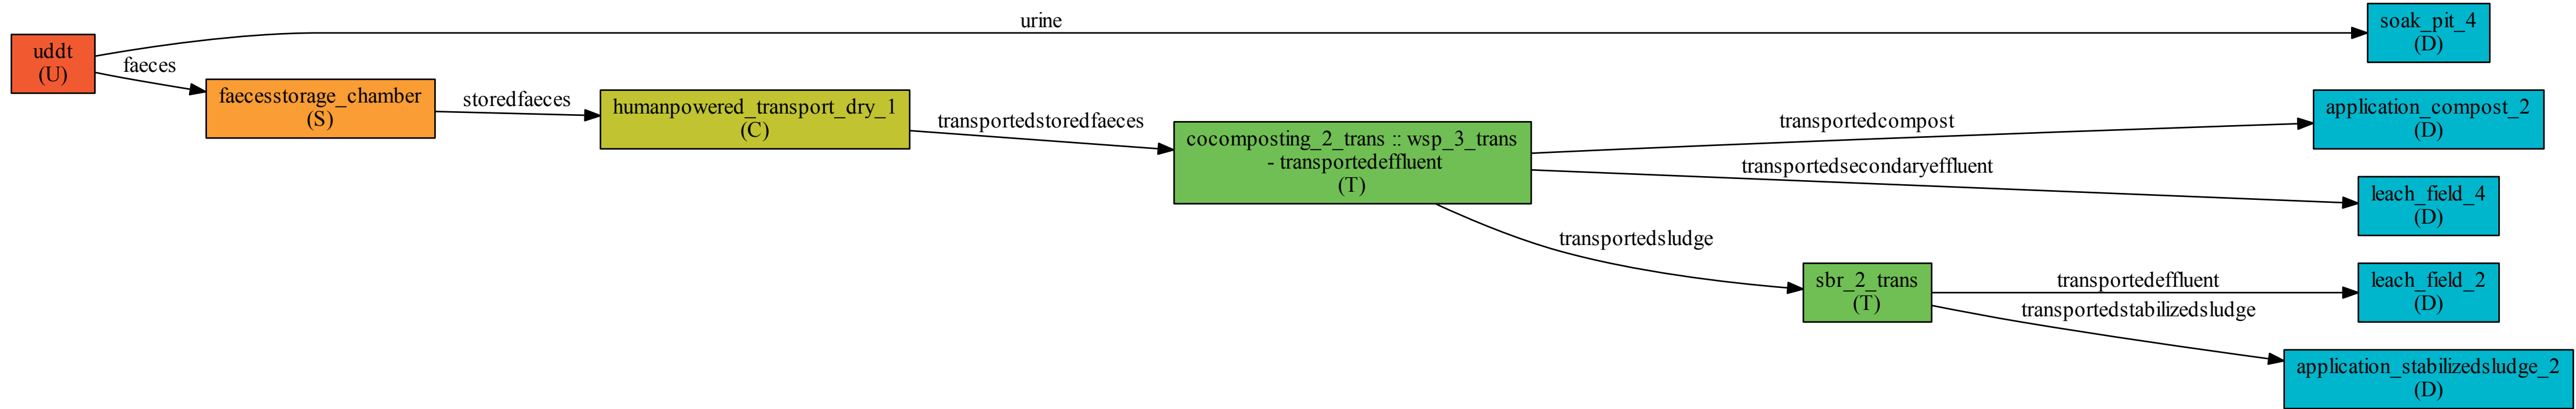 urine
soak_pit_4
(D)
uddt
(U)
faeces
faecesstorage_chamber
(S)
storedfaeces
humanpowered_transport_dry_1
(C)
transportedstoredfaeces
cocomposting_2_trans :: wsp_3_trans
- transportedeffluent
(T)
transportedcompost
application_compost_2
(D)
transportedsecondaryeffluent
leach_field_4
(D)
transportedsludge
sbr_2_trans
(T)
transportedeffluent
leach_field_2
(D)
transportedstabilizedsludge
application_stabilizedsludge_2
(D)